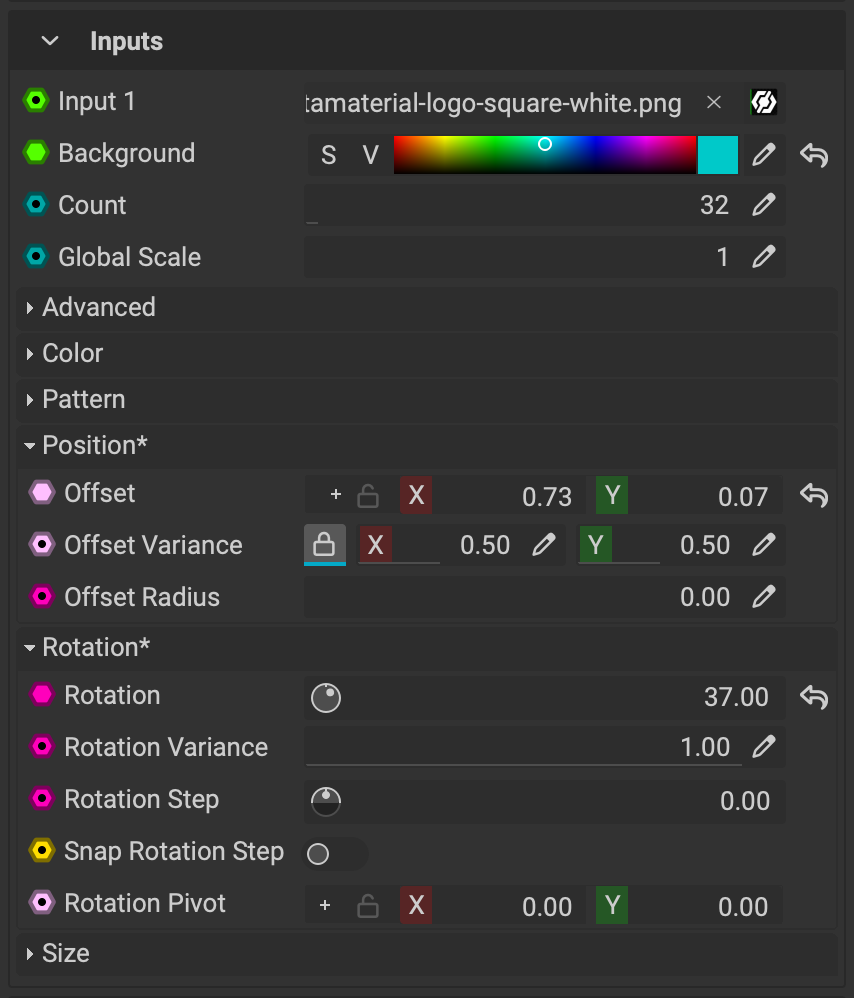 Inputs
Input 1 tamaterial-logo-square-white.png
Background S V
Count 32
Global Scale 1
Advanced
Color
Pattern
Position*
Offset + X 0.73 Y 0.07
Offset Variance X 0.50 Y 0.50
Offset Radius 0.00
Rotation*
Rotation 37.00
Rotation Variance 1.00
Rotation Step 0.00
Snap Rotation Step
Rotation Pivot + X 0.00 Y 0.00
Size